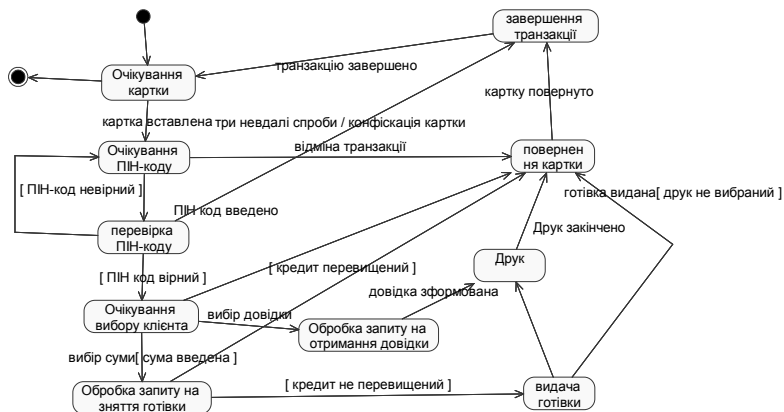 завершення
транзакції
транзакцію завершено
Очікування
картки
картку повернуто
картка вставлена
три невдалі спроби / конфіскація картки
відміна транзакції
Очікування
ПІН-коду
повернен
ня картки
[ ПІН-код невірний ]
готівка видана[ друк не вибраний ]
ПІН код введено
Друк закінчено
перевірка
ПІН-коду
[ ПІН код вірний ]
[ кредит перевищений ]
Друк
довідка зформована
Очікування
вибору клієнта
вибір довідки
Обробка запиту на
отримання довідки
вибір суми[ сума введена ]
[ кредит не перевищений ]
Обробка запиту на
зняття готівки
видача
готівки